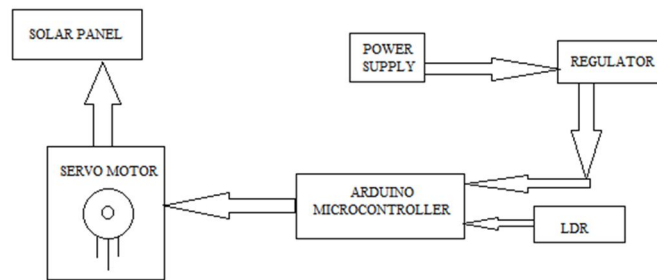 SOLAR PANEL
POWER
SUPPLY
REGULATOR
SERVO MOTOR
ARDUINO
MICROCONTROLLER
LDR